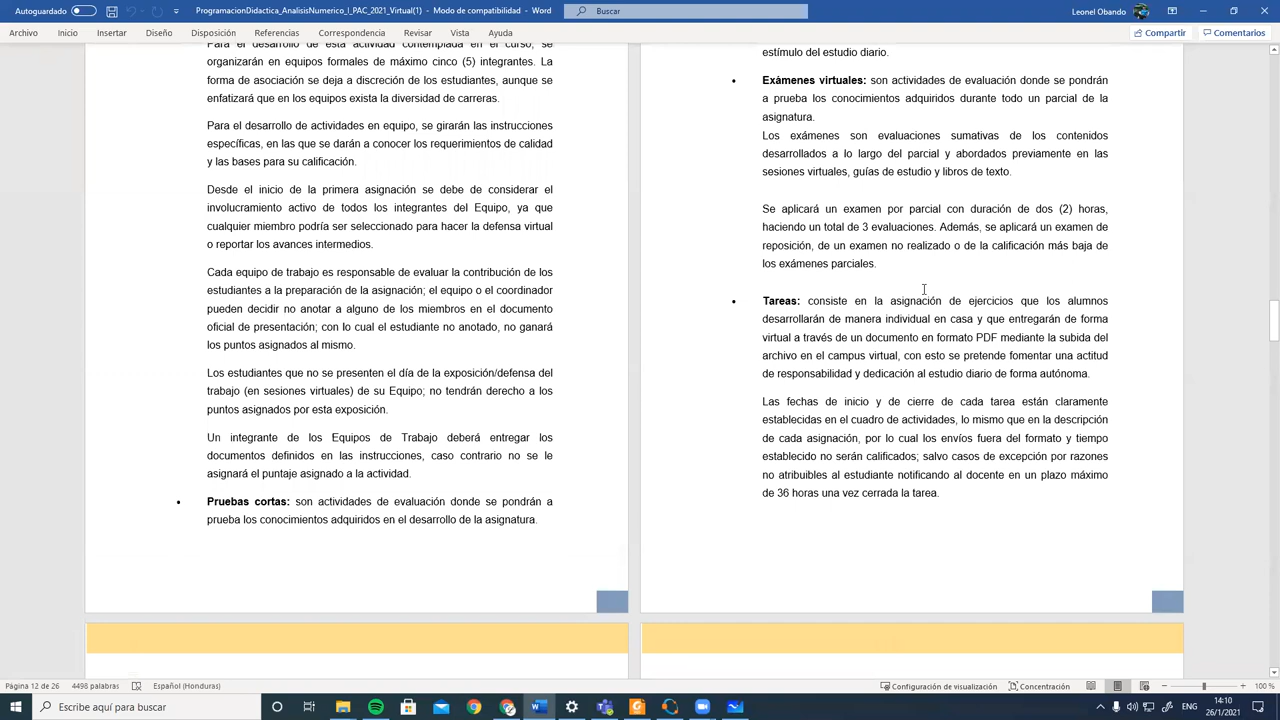 Autoguardado
ProgramacionDidactica_AnalisisNumerico_I_PAC_2021_Virtual(1) - Modo de compatibilidad - Word
Buscar
Leonel Obando
Archivo Inicio Insertar Diseño Disposición Referencias Correspondencia Revisar Vista Ayuda Compartir Comentarios
Para el desarrollo de esta actividad contemplada en el curso, se
organizarán en equipos formales de máximo cinco (5) integrantes. La
forma de asociación se deja a discreción de los estudiantes, aunque se
enfatizará que en los equipos exista la diversidad de carreras.
Para el desarrollo de actividades en equipo, se girarán las instrucciones
específicas, en las que se darán a conocer los requerimientos de calidad
y las bases para su calificación.
Desde el inicio de la primera asignación se debe de considerar el
involucramiento activo de todos los integrantes del Equipo, ya que
cualquier miembro podría ser seleccionado para hacer la defensa virtual
o reportar los avances intermedios.
Cada equipo de trabajo es responsable de evaluar la contribución de los
estudiantes a la preparación de la asignación; el equipo o el coordinador
pueden decidir no anotar a alguno de los miembros en el documento
oficial de presentación; con lo cual el estudiante no anotado, no ganará
los puntos asignados al mismo.
Los estudiantes que no se presenten el día de la exposición/defensa del
trabajo (en sesiones virtuales) de su Equipo; no tendrán derecho a los
puntos asignados por esta exposición.
Un integrante de los Equipos de Trabajo deberá entregar los
documentos definidos en las instrucciones, caso contrario no se le
asignará el puntaje asignado a la actividad.
• Pruebas cortas: son actividades de evaluación donde se pondrán a
prueba los conocimientos adquiridos en el desarrollo de la asignatura.
estímulo del estudio diario.
• Exámenes virtuales: son actividades de evaluación donde se pondrán
a prueba los conocimientos adquiridos durante todo un parcial de la
asignatura.
Los exámenes son evaluaciones sumativas de los contenidos
desarrollados a lo largo del parcial y abordados previamente en las
sesiones virtuales, guías de estudio y libros de texto.
Se aplicará un examen por parcial con duración de dos (2) horas,
haciendo un total de 3 evaluaciones. Además, se aplicará un examen de
reposición, de un examen no realizado o de la calificación más baja de
los exámenes parciales.
• Tareas: consiste en la asignación de ejercicios que los alumnos
desarrollarán de manera individual en casa y que entregarán de forma
virtual a través de un documento en formato PDF mediante la subida del
archivo en el campus virtual, con esto se pretende fomentar una actitud
de responsabilidad y dedicación al estudio diario de forma autónoma.
Las fechas de inicio y de cierre de cada tarea están claramente
establecidas en el cuadro de actividades, lo mismo que en la descripción
de cada asignación, por lo cual los envíos fuera del formato y tiempo
establecido no serán calificados; salvo casos de excepción por razones
no atribuibles al estudiante notificando al docente en un plazo máximo
de 36 horas una vez cerrada la tarea.
Página 12 de 26 4498 palabras Español (Honduras) Configuración de visualización Concentración 100 %
Escribe aquí para buscar
14:10
26/1/2021